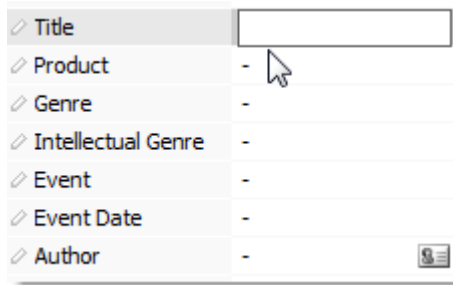 Title
Product -
Genre -
Intellectual Genre -
Event -
Event Date -
Author -